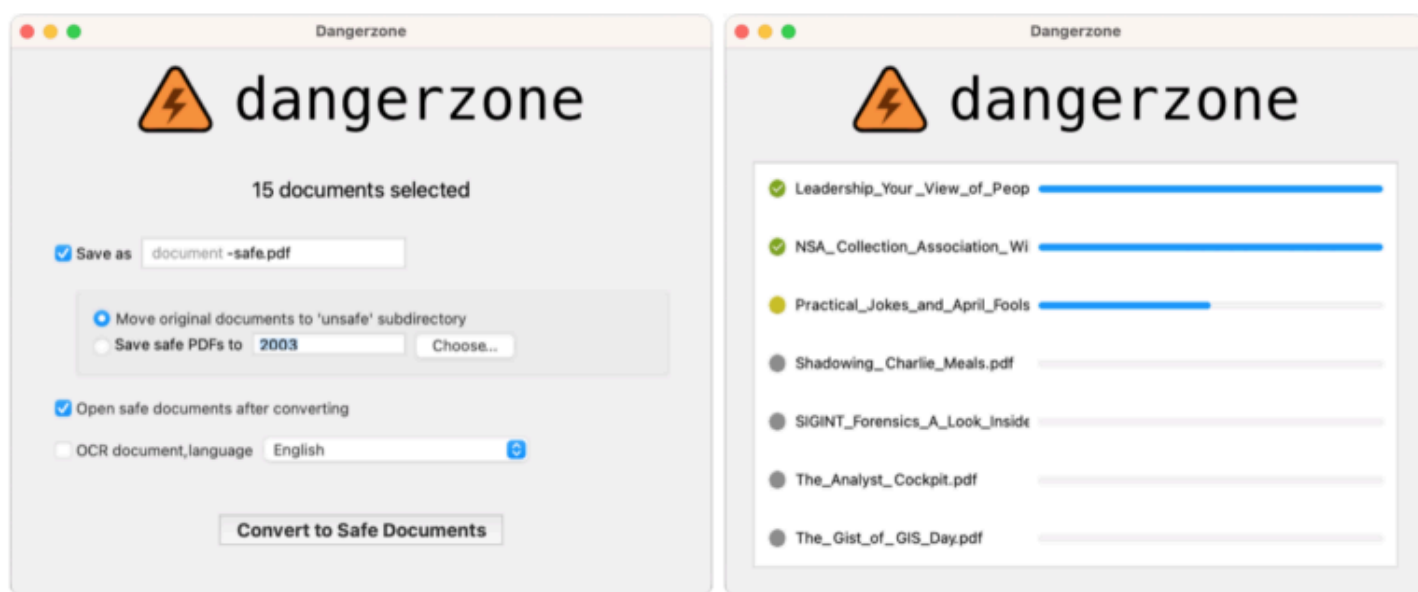 Dangerzone
dangerzone
15 documents selected
Save as document -safe.pdf
Move original documents to 'unsafe' subdirectory
Save safe PDFs to 2003 Choose...
Open safe documents after converting
OCR document,language English
Convert to Safe Documents
Dangerzone
dangerzone
Leadership_Your_View_of_Peop
NSA_Collection_Association_Wi
Practical_Jokes_and_April_Fools
Shadowing_Charlie_Meals.pdf
SIGINT_Forensics_A_Look_Inside
The_Analyst_Cockpit.pdf
The_Gist_of_GIS_Day.pdf